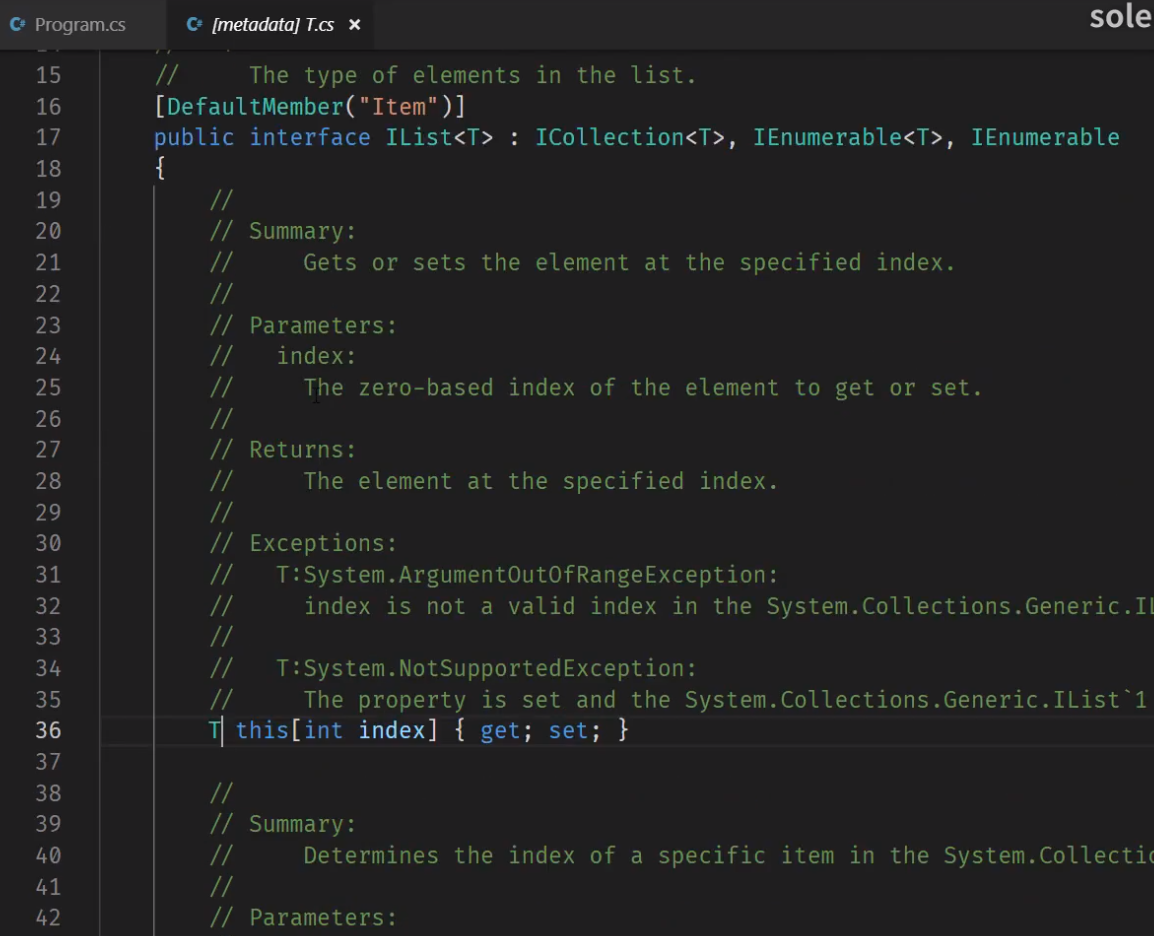 C# Program.cs
C# [metadata] T.cs ×
sole
15 // The type of elements in the list.
16 [DefaultMember("Item")]
17 public interface IList<T> : ICollection<T>, IEnumerable<T>, IEnumerable
18 {
19 //
20 // Summary:
21 // Gets or sets the element at the specified index.
22 //
23 // Parameters:
24 // index:
25 // The zero-based index of the element to get or set.
26 //
27 // Returns:
28 // The element at the specified index.
29 //
30 // Exceptions:
31 // T:System.ArgumentOutOfRangeException:
32 // index is not a valid index in the System.Collections.Generic.IL
33 //
34 // T:System.NotSupportedException:
35 // The property is set and the System.Collections.Generic.IList`1
36 T this[int index] { get; set; }
37
38 //
39 // Summary:
40 // Determines the index of a specific item in the System.Collectio
41 //
42 // Parameters: